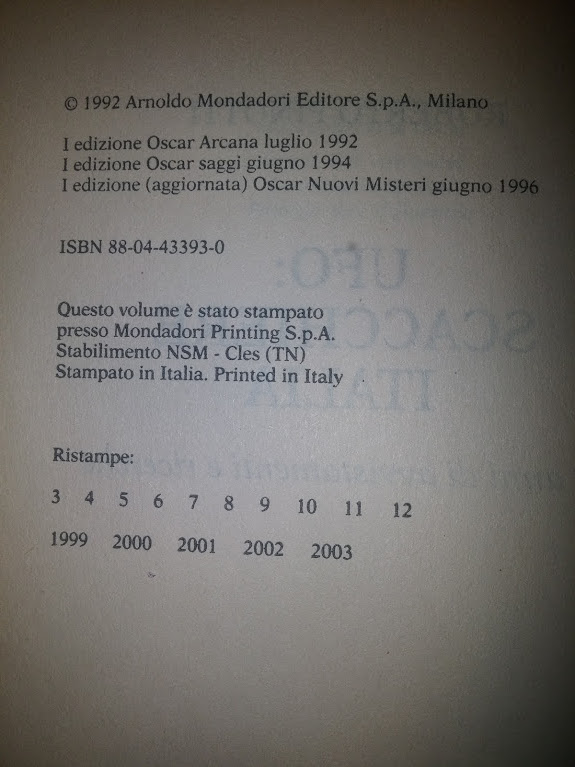 © 1992 Arnoldo Mondadori Editore S.p.A., Milano
I edizione Oscar Arcana luglio 1992
I edizione Oscar saggi giugno 1994
I edizione (aggiornata) Oscar Nuovi Misteri giugno 1996
ISBN 88-04-43393-0
Questo volume è stato stampato
presso Mondadori Printing S.p.A.
Stabilimento NSM - Cles (TN)
Stampato in Italia. Printed in Italy
Ristampe:
3 4 5 6 7 8 9 10 11 12
1999 2000 2001 2002 2003
UFO:
ITALIA